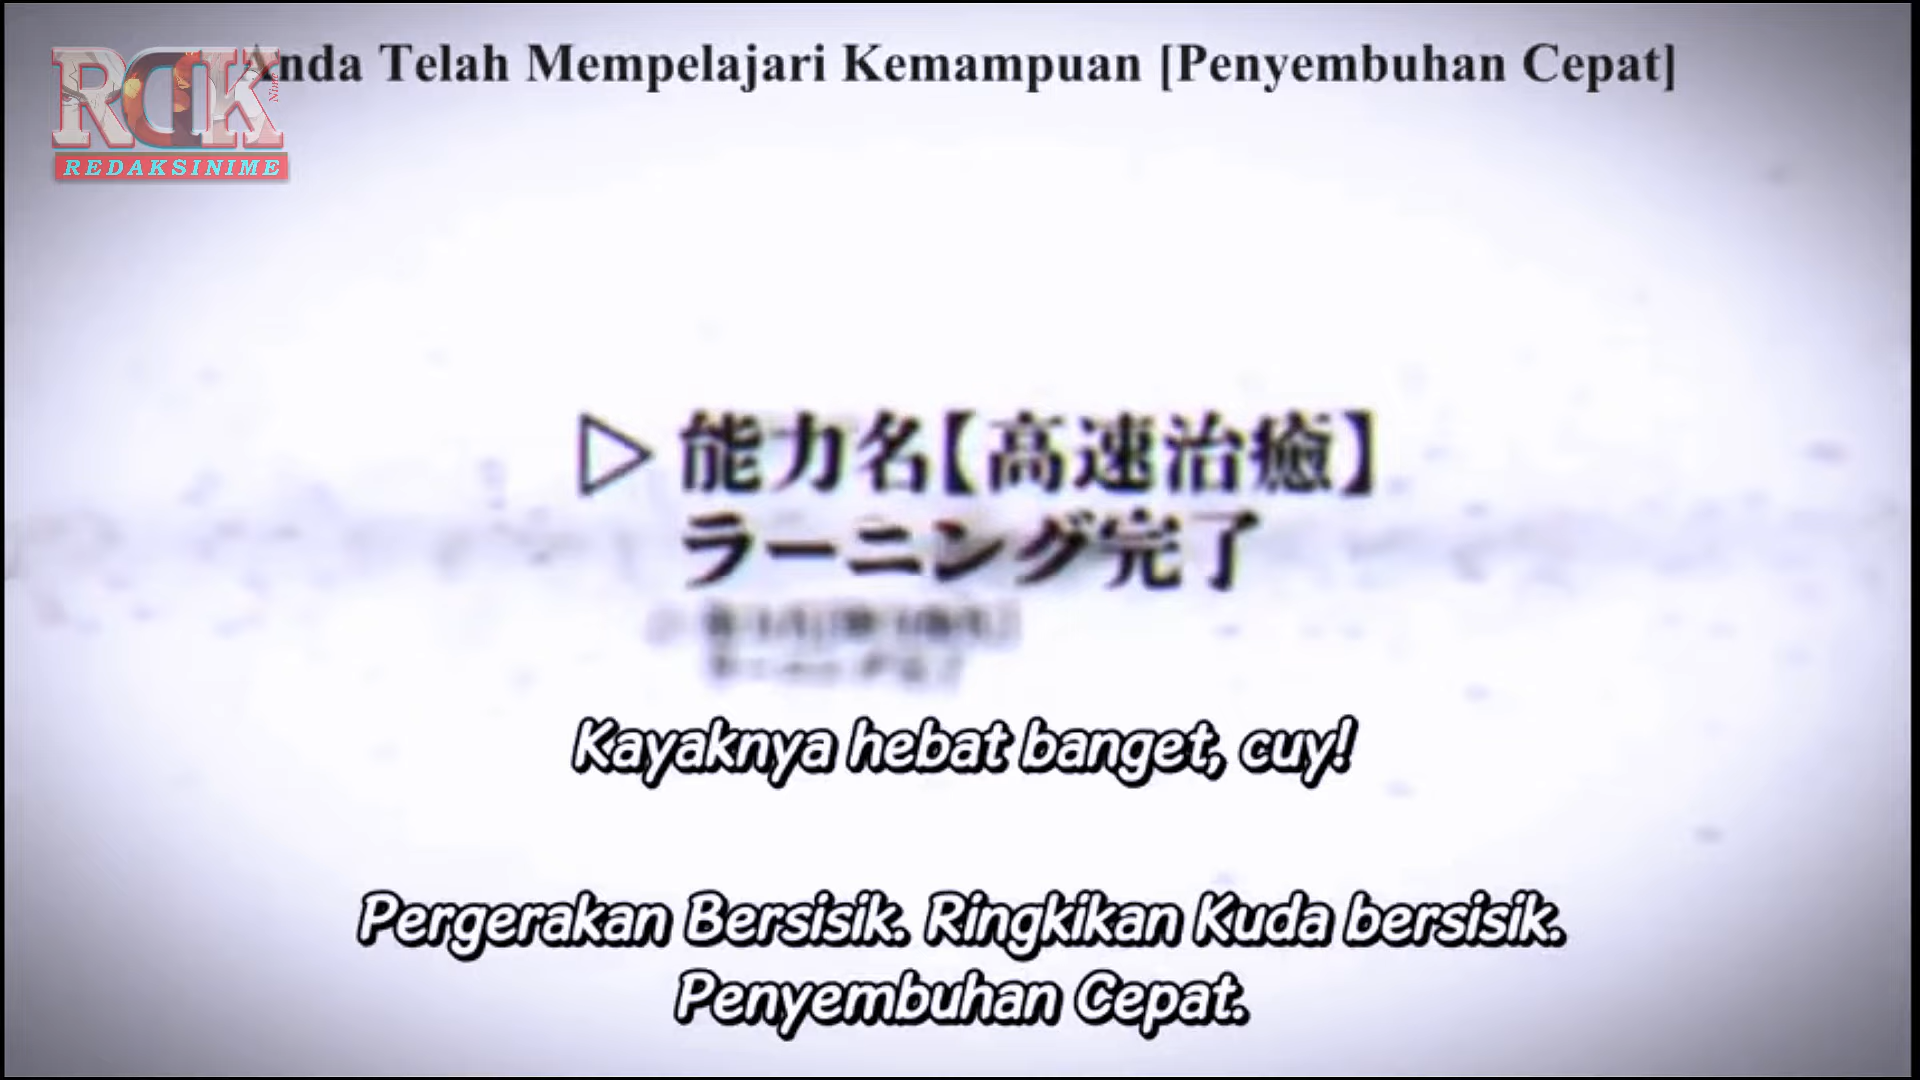 Anda Telah Mempelajari Kemampuan [Penyembuhan Cepat]
RDK
Nime
REDAKSINIME
▷ 能力名【高速治癒】
ラーニング完了
Kayaknya hebat banget, cuy!
Pergerakan Bersisik. Ringkikan Kuda bersisik.
Penyembuhan Cepat.